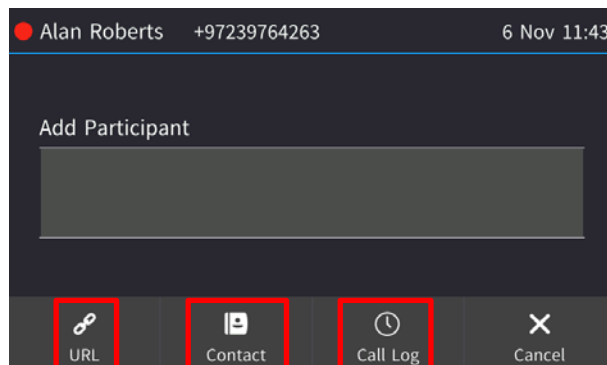 Alan Roberts +97239764263 6 Nov 11:43
Add Participant
URL Contact Call Log Cancel